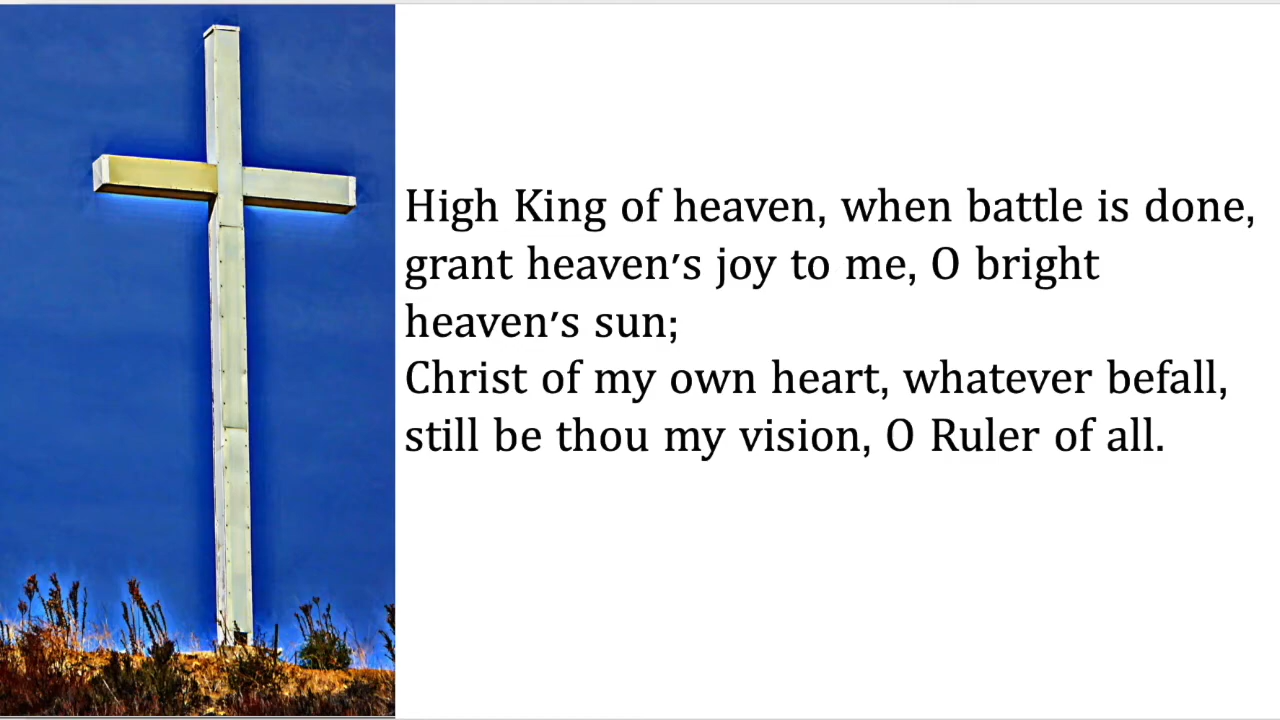 High King of heaven, when battle is done,
grant heaven′s joy to me, O bright
heaven′s sun;
Christ of my own heart, whatever befall,
still be thou my vision, O Ruler of all.